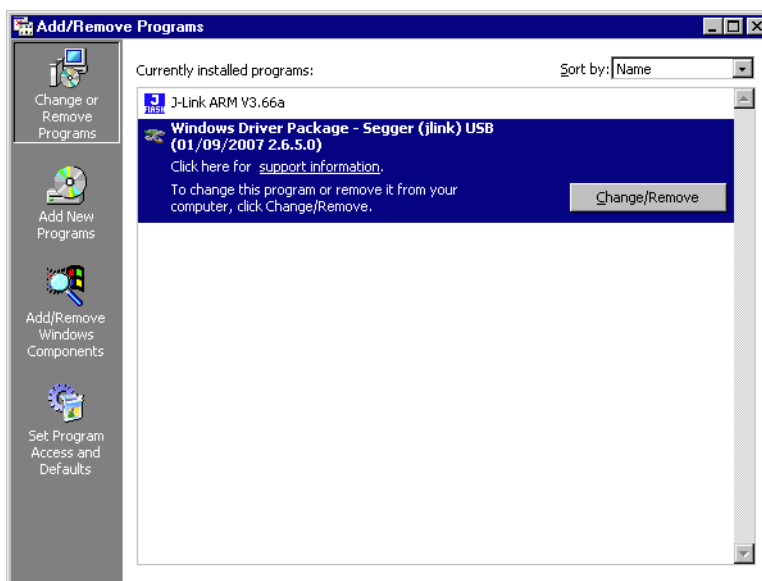 Add/Remove Programs
Change or
Remove
Programs
Add New
Programs
Add/Remove
Windows
Components
Set Program
Access and
Defaults
Currently installed programs:
Sort by: Name
J-Link ARM V3.66a
Windows Driver Package - Segger (jlink) USB
(01/09/2007 2.6.5.0)
Click here for support information.
To change this program or remove it from your
computer, click Change/Remove.
Change/Remove